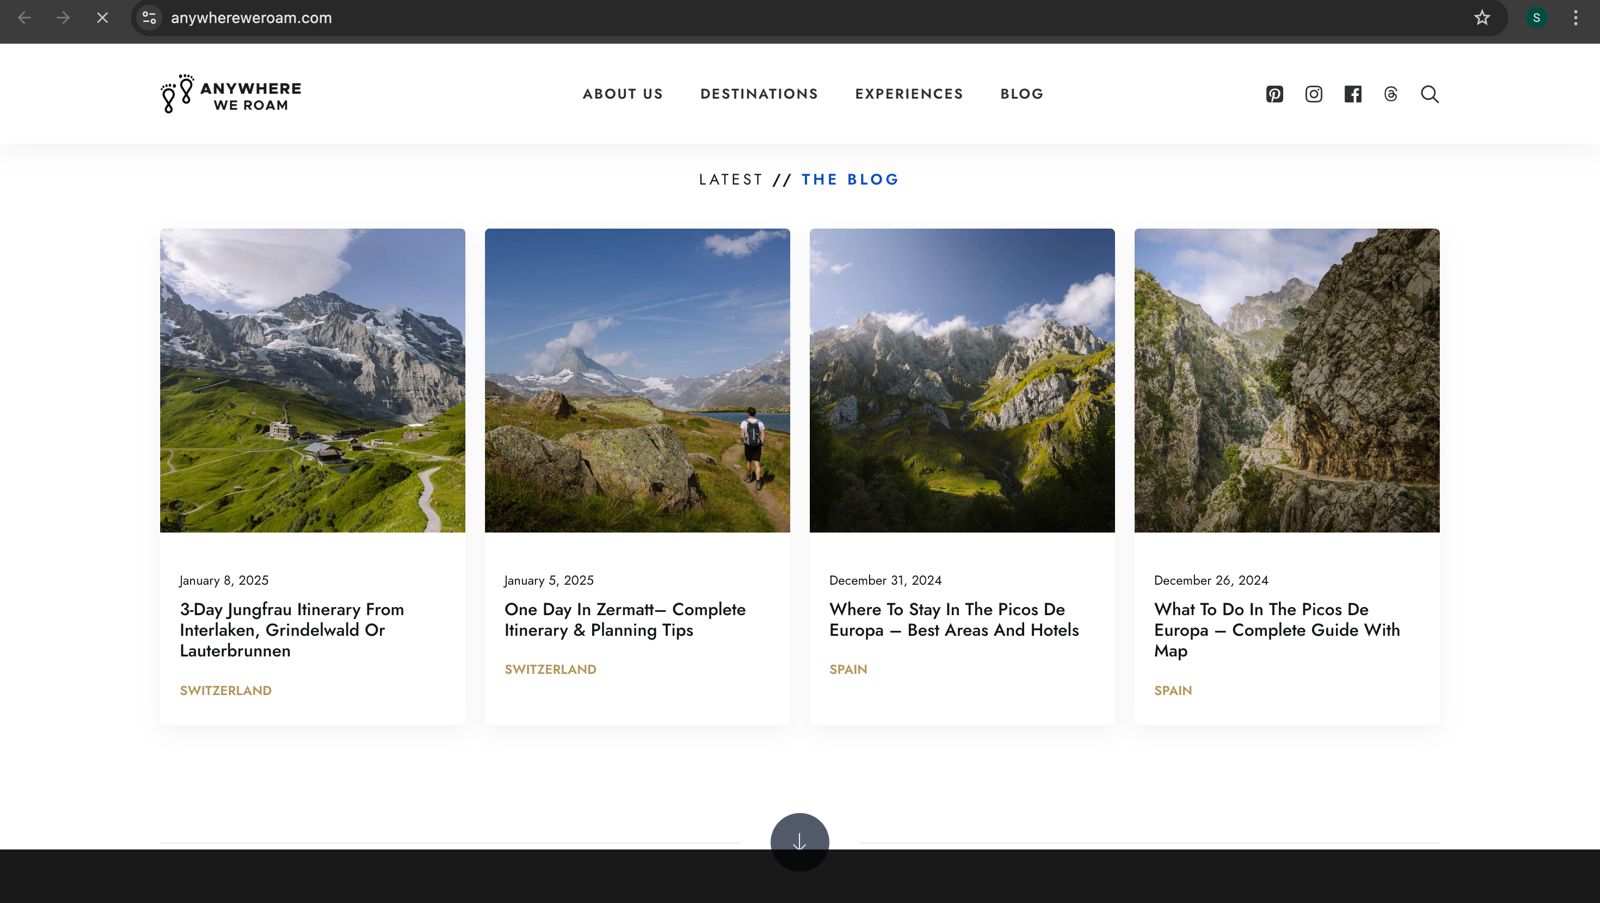 anywhereweroam.com
S
ANYWHERE
WE ROAM
ABOUT US
DESTINATIONS
EXPERIENCES
BLOG
LATEST // THE BLOG
January 8, 2025
3-Day Jungfrau Itinerary From
Interlaken, Grindelwald Or
Lauterbrunnen
SWITZERLAND
January 5, 2025
One Day In Zermatt– Complete
Itinerary & Planning Tips
SWITZERLAND
December 31, 2024
Where To Stay In The Picos De
Europa – Best Areas And Hotels
SPAIN
December 26, 2024
What To Do In The Picos De
Europa – Complete Guide With
Map
SPAIN